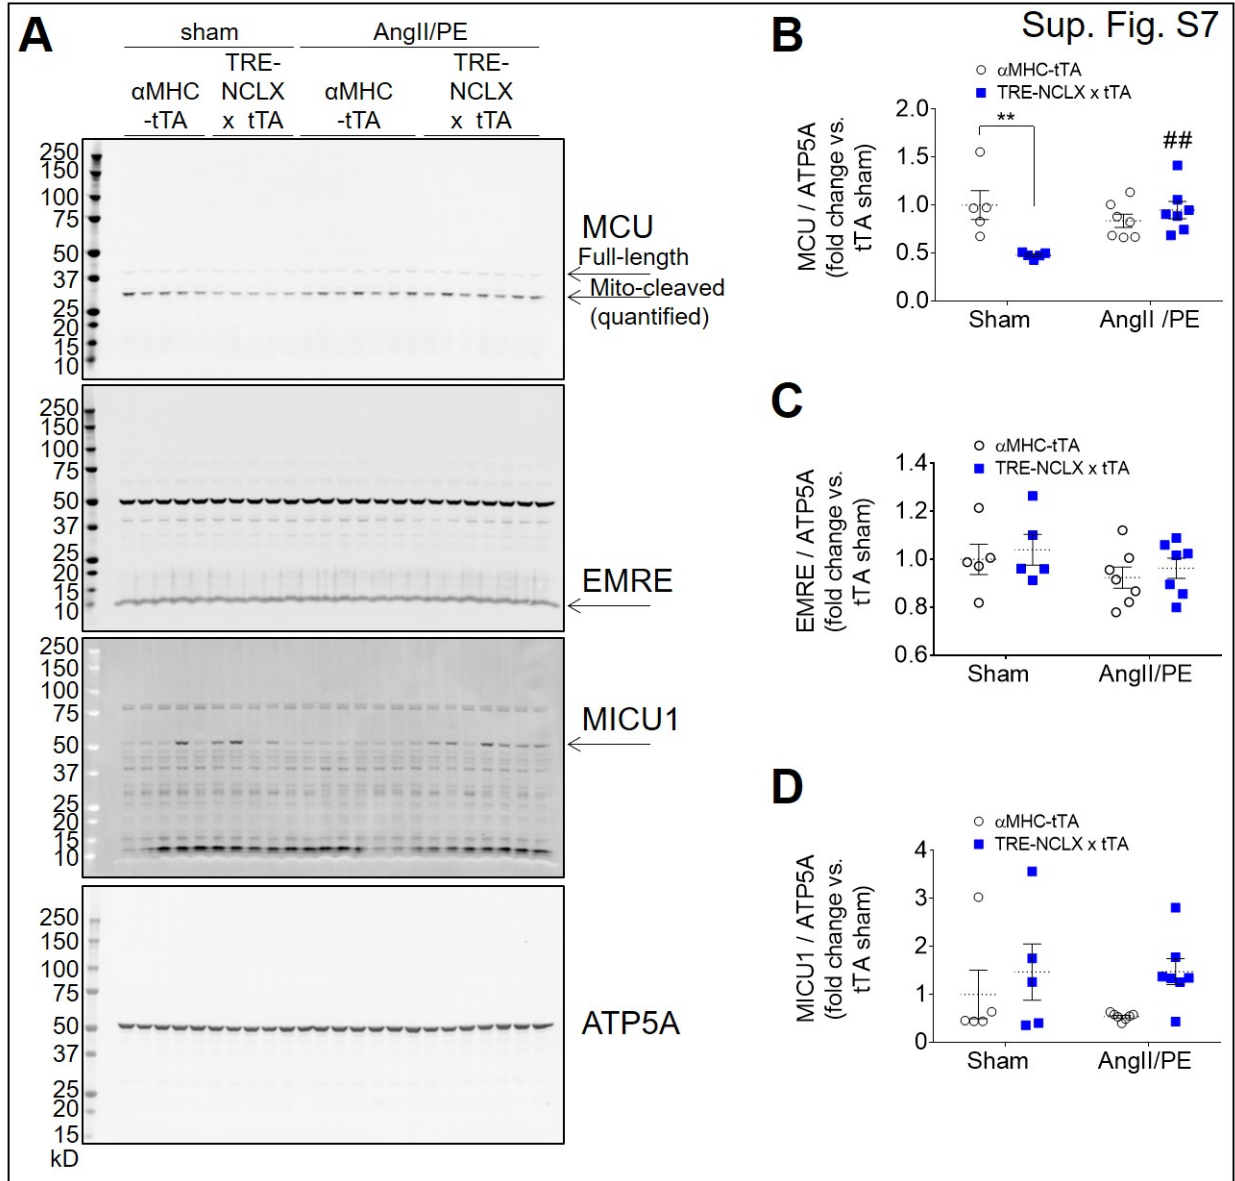 Sup. Fig. S7
A
sham
AngII/PE
αMHC
-tTA
TRE-
NCLX
x tTA
αMHC
-tTA
TRE-
NCLX
x tTA
250
150
100
75
50
37
25
20
15
10
MCU
Full-length
Mito-cleaved
(quantified)
250
150
100
75
50
37
25
20
15
10
EMRE
250
150
100
75
50
37
25
20
15
10
MICU1
250
150
100
75
50
37
25
20
15
kD
ATP5A
B
αMHC-tTA
TRE-NCLX x tTA
MCU / ATP5A
(fold change vs.
tTA sham)
2.0
1.5
1.0
0.5
0.0
**
##
Sham
AngII /PE
C
αMHC-tTA
TRE-NCLX x tTA
EMRE / ATP5A
(fold change vs.
tTA sham)
1.4
1.2
1.0
0.8
0.6
Sham
AngII/PE
D
αMHC-tTA
TRE-NCLX x tTA
MICU1 / ATP5A
(fold change vs.
tTA sham)
4
3
2
1
0
Sham
AngII/PE